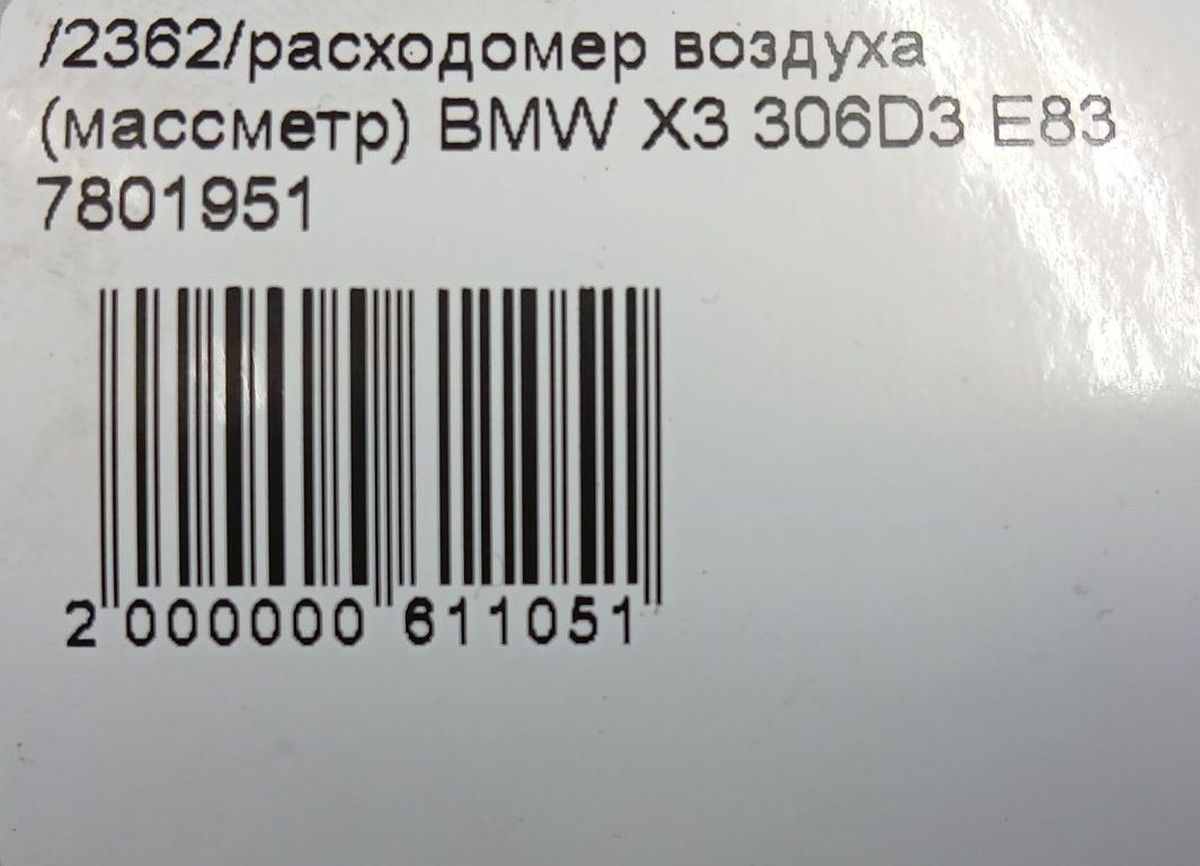 /2362/расходомер воздуха
(массметр) BMW X3 306D3 E83
7801951
2 000000 611051